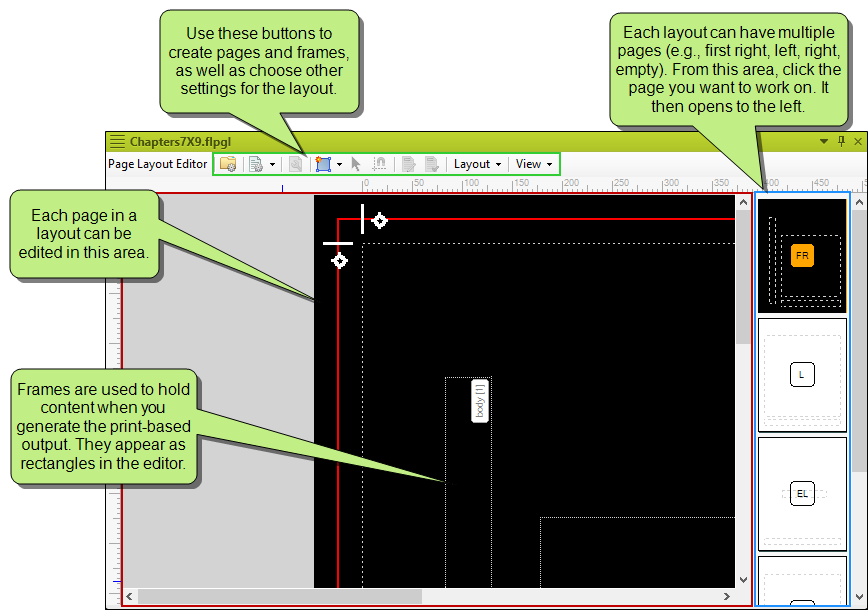 Use these buttons to
create pages and frames,
as well as choose other
settings for the layout.
Each layout can have multiple
pages (e.g., first right, left, right,
empty). From this area, click the
page you want to work on. It
then opens to the left.
Chapters7X9.flpgl
Page Layout Editor
Layout
View
0 50 100 150 200 250 300 350 400 450
Each page in a
layout can be
edited in this area.
FR
L
body [1]
Frames are used to hold
content when you
generate the print-based
output. They appear as
rectangles in the editor.
EL